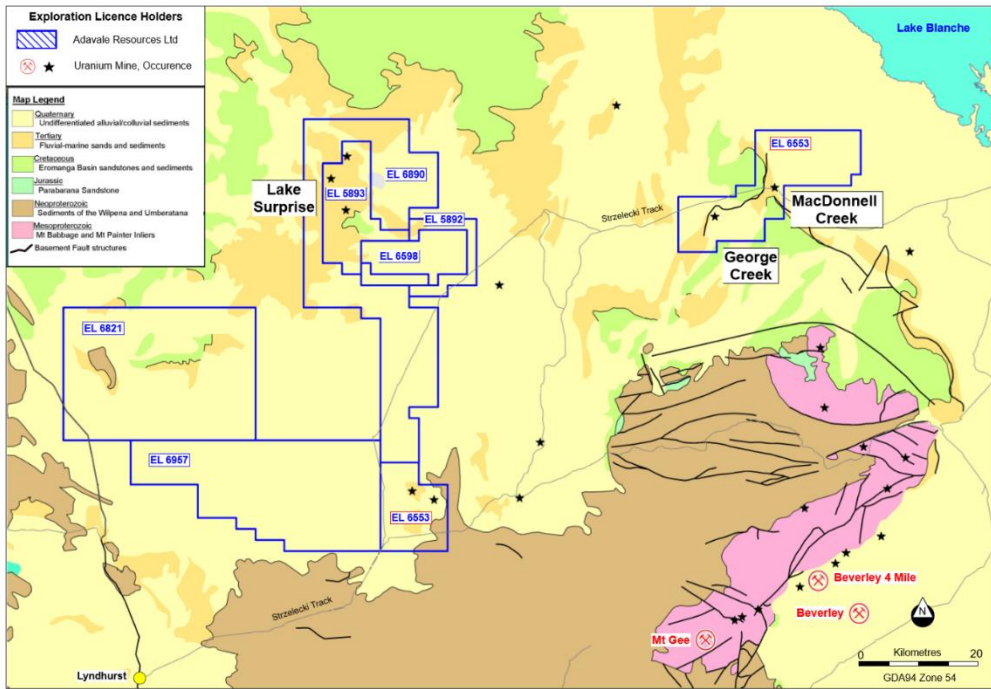 Exploration Licence Holders
Adavale Resources Ltd
Uranium Mine, Occurence
Map Legend
Quaternary
Undifferentiated alluvial/colluvial sediments
Tertiary
Fluvial-marine sands and sediments
Cretaceous
Eromanga Basin sandstones and sediments
Jurassic
Parabarana Sandstone
Neoproterozoic
Sediments of the Wilpena and Umberatana
Mesoproterozoic
Mt Babbage and Mt Painter Inliers
Basement Fault structures
Lake Blanche
EL 6553
EL 6890
EL 5893
Lake
Surprise
EL 5892
EL 6598
Strzelecki Track
MacDonnell
Creek
George
Creek
EL 6821
EL 6957
EL 6553
Strzelecki Track
Beverley 4 Mile
Beverley
Mt Gee
Lyndhurst
N
Kilometres
0 20
GDA94 Zone 54